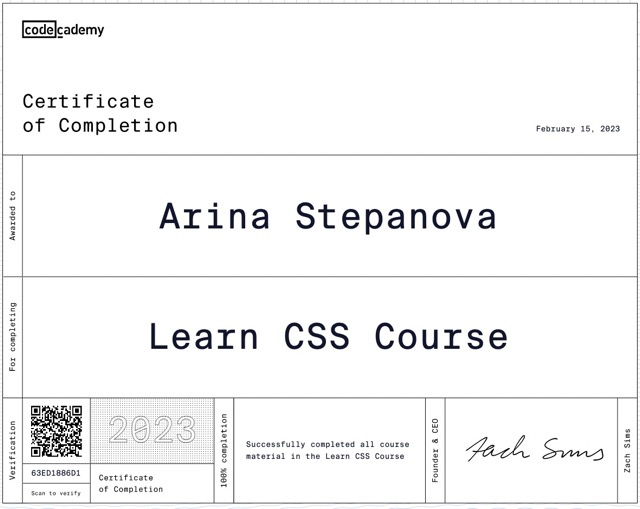 codecademy
Certificate
of Completion
February 15, 2023
Awarded to
Arina Stepanova
For completing
Learn CSS Course
Verification
63ED1886D1
Scan to verify
2023
Certificate
of Completion
100% completion
Successfully completed all course
material in the Learn CSS Course
Founder & CEO
Zach Sims
Zach Sims